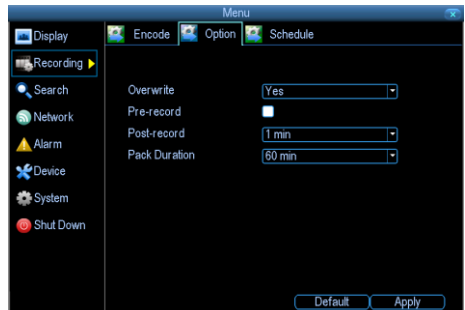 Menu
Display
Recording
Search
Network
Alarm
Device
System
Shut Down
Encode Option Schedule
Overwrite Yes
Pre-record
Post-record 1 min
Pack Duration 60 min
Default Apply